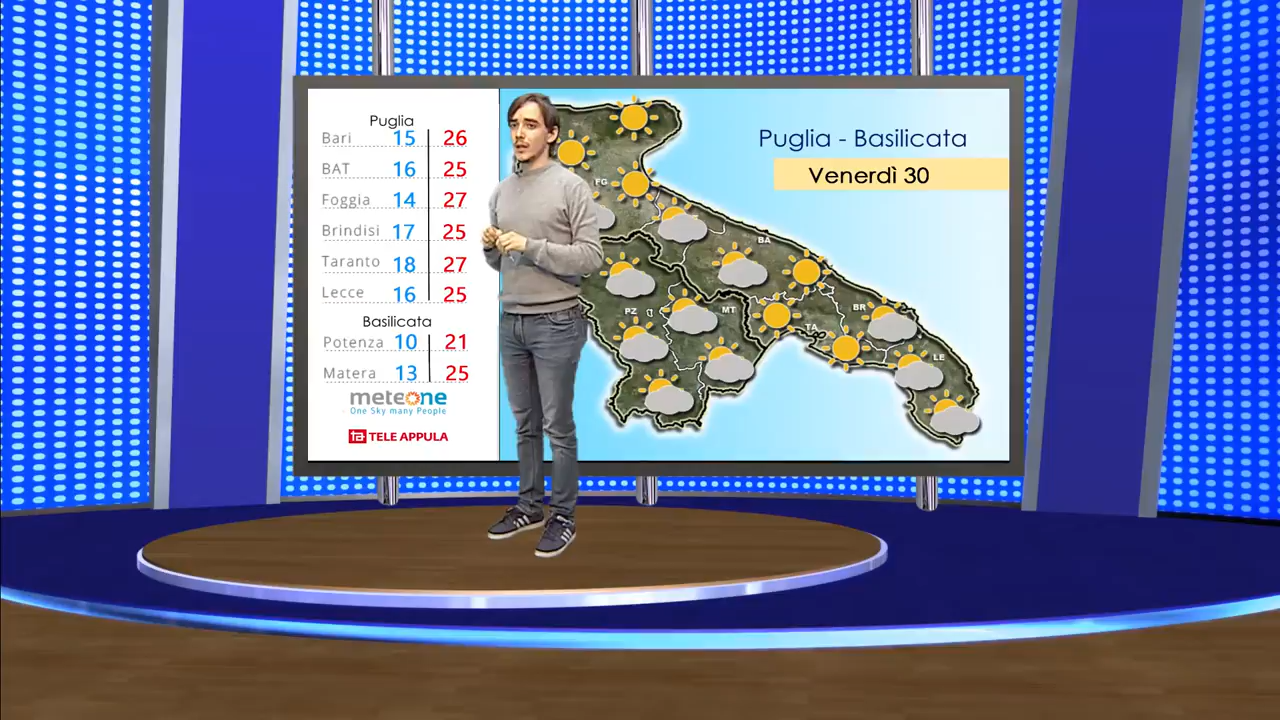 Puglia
Bari 15 26
BAT 16 25
Foggia 14 27
Brindisi 17 25
Taranto 18 27
Lecce 16 25
Basilicata
Potenza 10 21
Matera 13 25
meteone
One Sky many People
ta TELE APPULA
Puglia - Basilicata
Venerdì 30
FG
BA
PZ
MT
TA
BR
LE